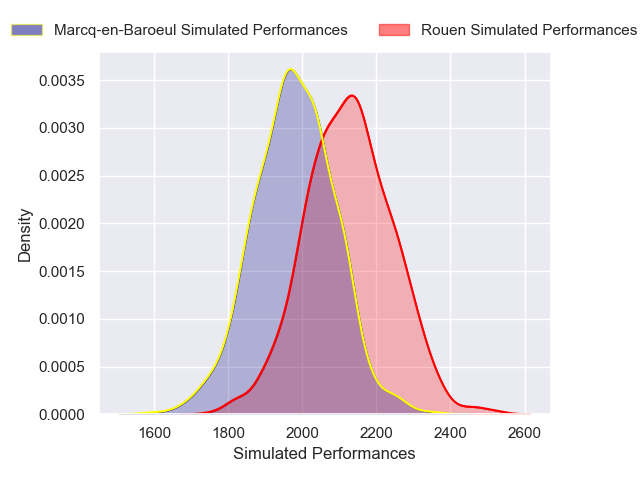 Marcq-en-Baroeul Simulated Performances
Rouen Simulated Performances
0.0035
0.0030
0.0025
0.0020
0.0015
0.0010
0.0005
0.0000
Density
1600 1800 2000 2200 2400 2600
Simulated Performances